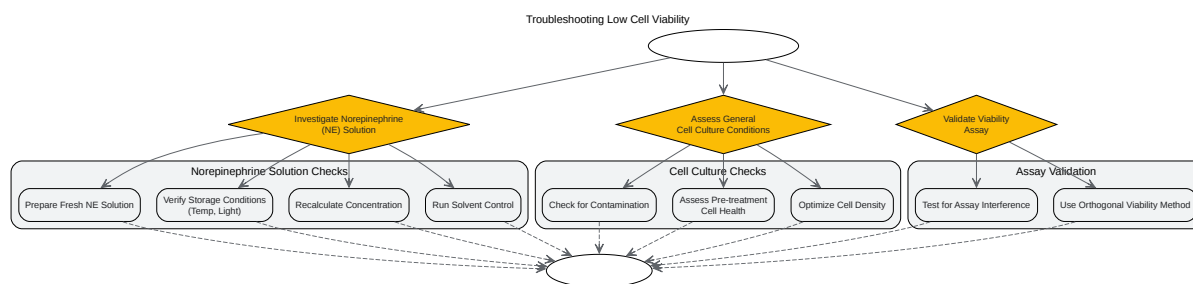 Troubleshooting Low Cell Viability
Investigate Norepinephrine
(NE) Solution
Assess General
Cell Culture Conditions
Validate Viability
Assay
Norepinephrine Solution Checks
Cell Culture Checks
Assay Validation
Prepare Fresh NE Solution
Verify Storage Conditions
(Temp, Light)
Recalculate Concentration
Run Solvent Control
Check for Contamination
Assess Pre-treatment
Cell Health
Optimize Cell Density
Test for Assay Interference
Use Orthogonal Viability Method